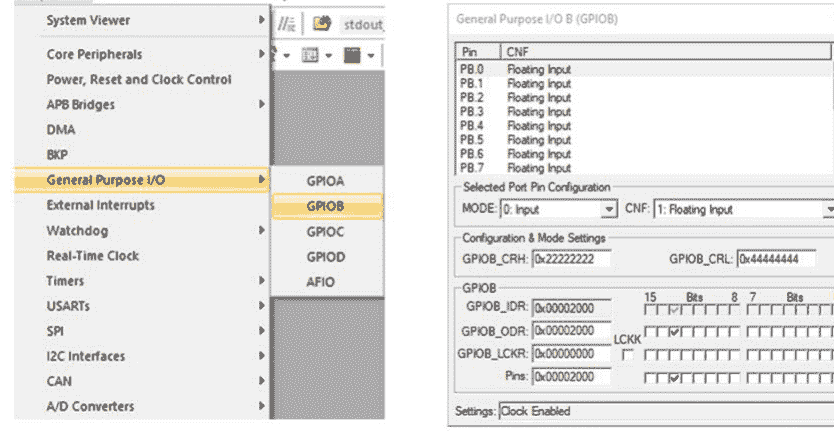 System Viewer
stdout
Core Peripherals
Power, Reset and Clock Control
APB Bridges
DMA
BKP
General Purpose I/O
External Interrupts
Watchdog
Real-Time Clock
Timers
USARTs
SPI
I2C Interfaces
CAN
A/D Converters
GPIOA
GPIOB
GPIOC
GPIOD
AFIO
General Purpose I/O B (GPIOB)
Pin CNF
PB.0 Floating Input
PB.1 Floating Input
PB.2 Floating Input
PB.3 Floating Input
PB.4 Floating Input
PB.5 Floating Input
PB.6 Floating Input
PB.7 Floating Input
Selected Port Pin Configuration
MODE: 0: Input CNF: 1: Floating Input
Configuration & Mode Settings
GPIOB_CRH: 0x22222222 GPIOB_CRL: 0x44444444
GPIOB
15 Bits 8 7 Bits
GPIOB_IDR: 0x00002000
GPIOB_ODR: 0x00002000
LCKK
GPIOB_LCKR: 0x00000000
Pins: 0x00002000
Settings: Clock Enabled